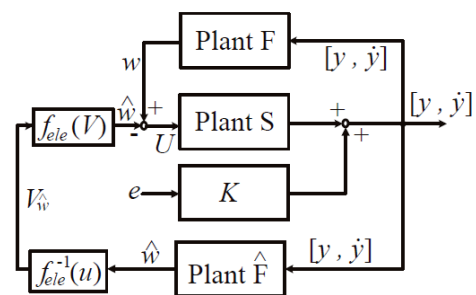 Plant F
[y , ẏ]
w
[y , ẏ]
f_ele(V)
ŵ
+
-
U
Plant S
+
+
e
K
V_ŵ
ŵ
[y , ẏ]
f_ele^-1(u)
Plant F̂